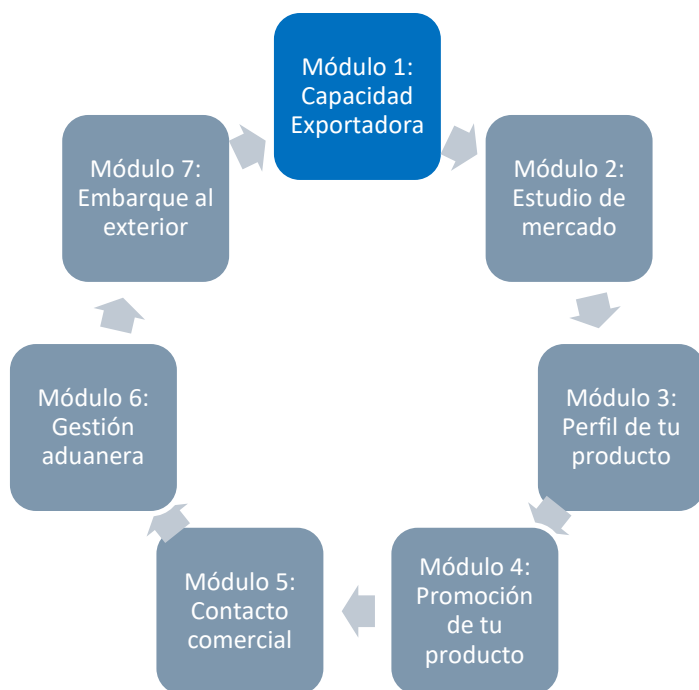 Módulo 1:
Capacidad
Exportadora
Módulo 2:
Estudio de
mercado
Módulo 3:
Perfil de tu
producto
Módulo 4:
Promoción
de tu
producto
Módulo 5:
Contacto
comercial
Módulo 6:
Gestión
aduanera
Módulo 7:
Embarque al
exterior